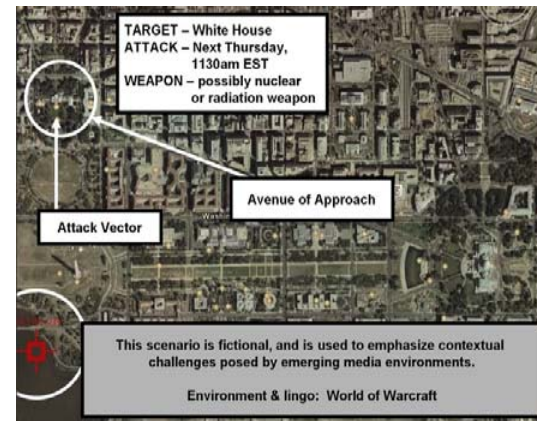 TARGET – White House
ATTACK – Next Thursday,
1130am EST
WEAPON – possibly nuclear
or radiation weapon
Avenue of Approach
Attack Vector
This scenario is fictional, and is used to emphasize contextual
challenges posed by emerging media environments.
Environment & lingo: World of Warcraft